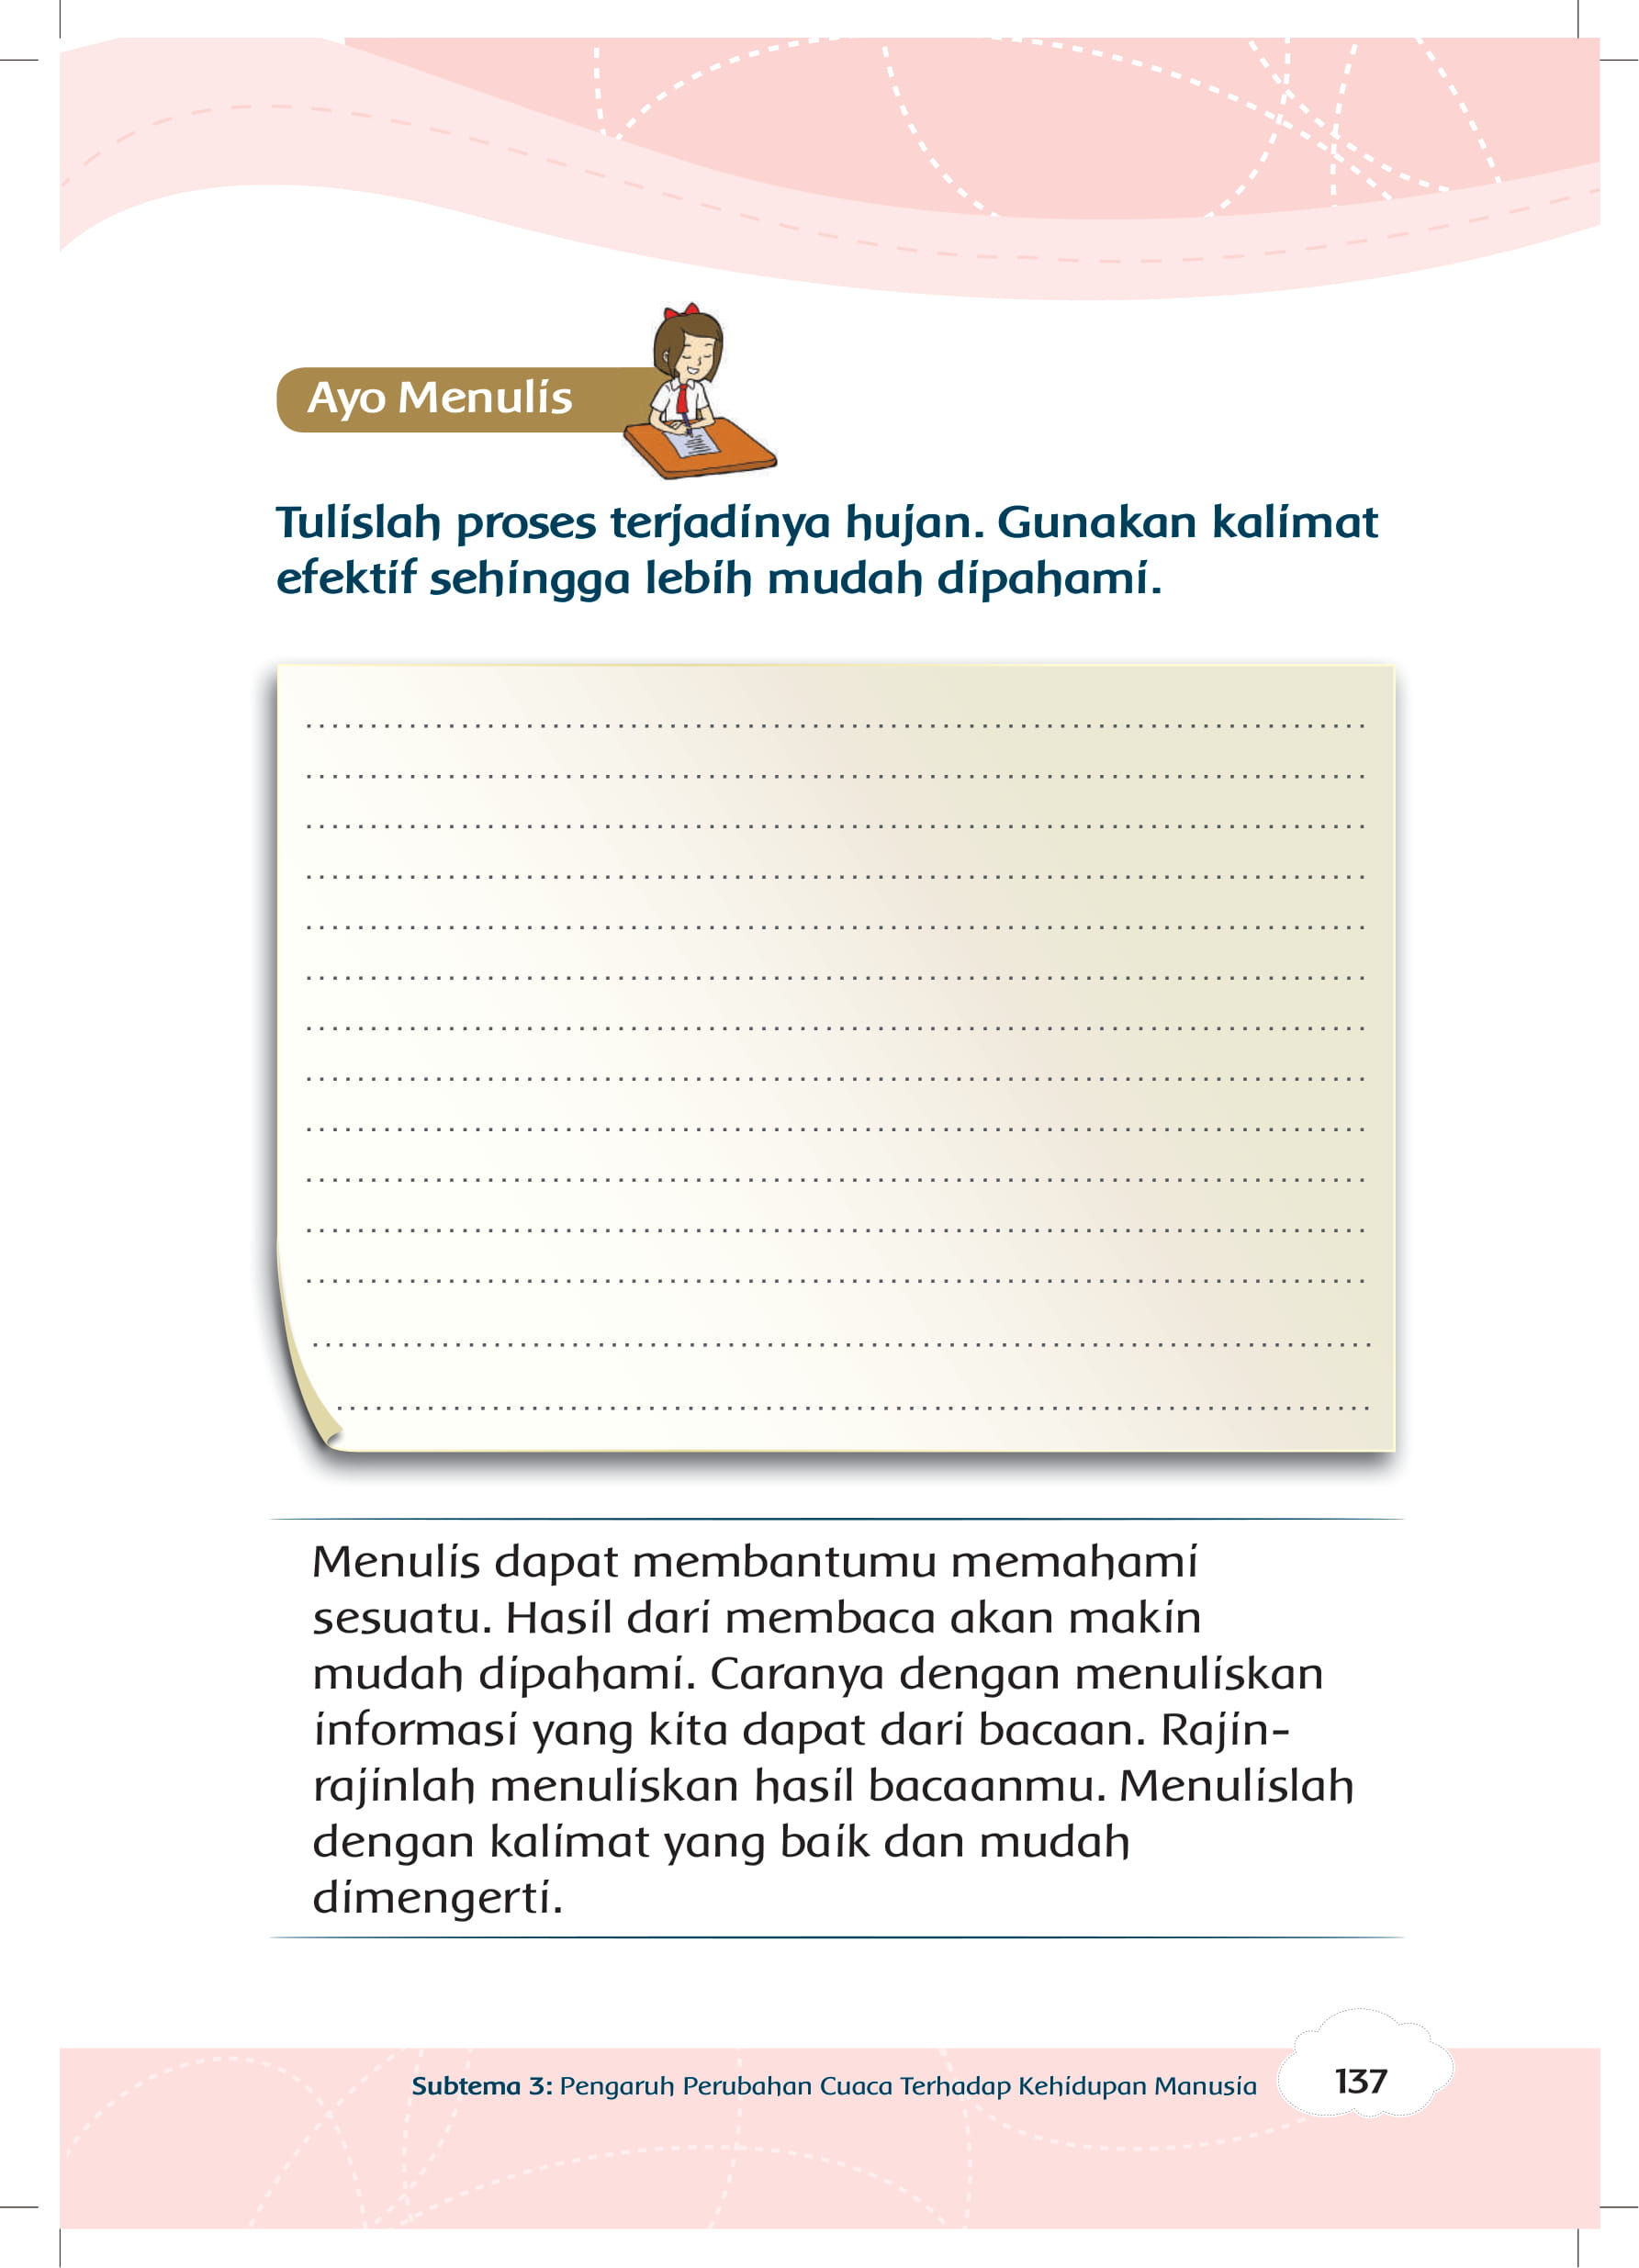 Ayo Menulis
Tulislah proses terjadinya hujan. Gunakan kalimat
efektif sehingga lebih mudah dipahami.
Menulis dapat membantumu memahami
sesuatu. Hasil dari membaca akan makin
mudah dipahami. Caranya dengan menuliskan
informasi yang kita dapat dari bacaan. Rajin-
rajinlah menuliskan hasil bacaanmu. Menulislah
dengan kalimat yang baik dan mudah
dimengerti.
Subtema 3: Pengaruh Perubahan Cuaca Terhadap Kehidupan Manusia
137